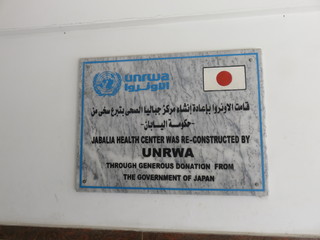 unrwa
الأونروا
قامت الاونروا بإعادة إنشاء مركز جباليا الصحي بتبرع سخي من
-حكومة اليابان-
JABALIA HEALTH CENTER WAS RE-CONSTRUCTED BY
UNRWA
THROUGH GENEROUS DONATION FROM
THE GOVERNMENT OF JAPAN